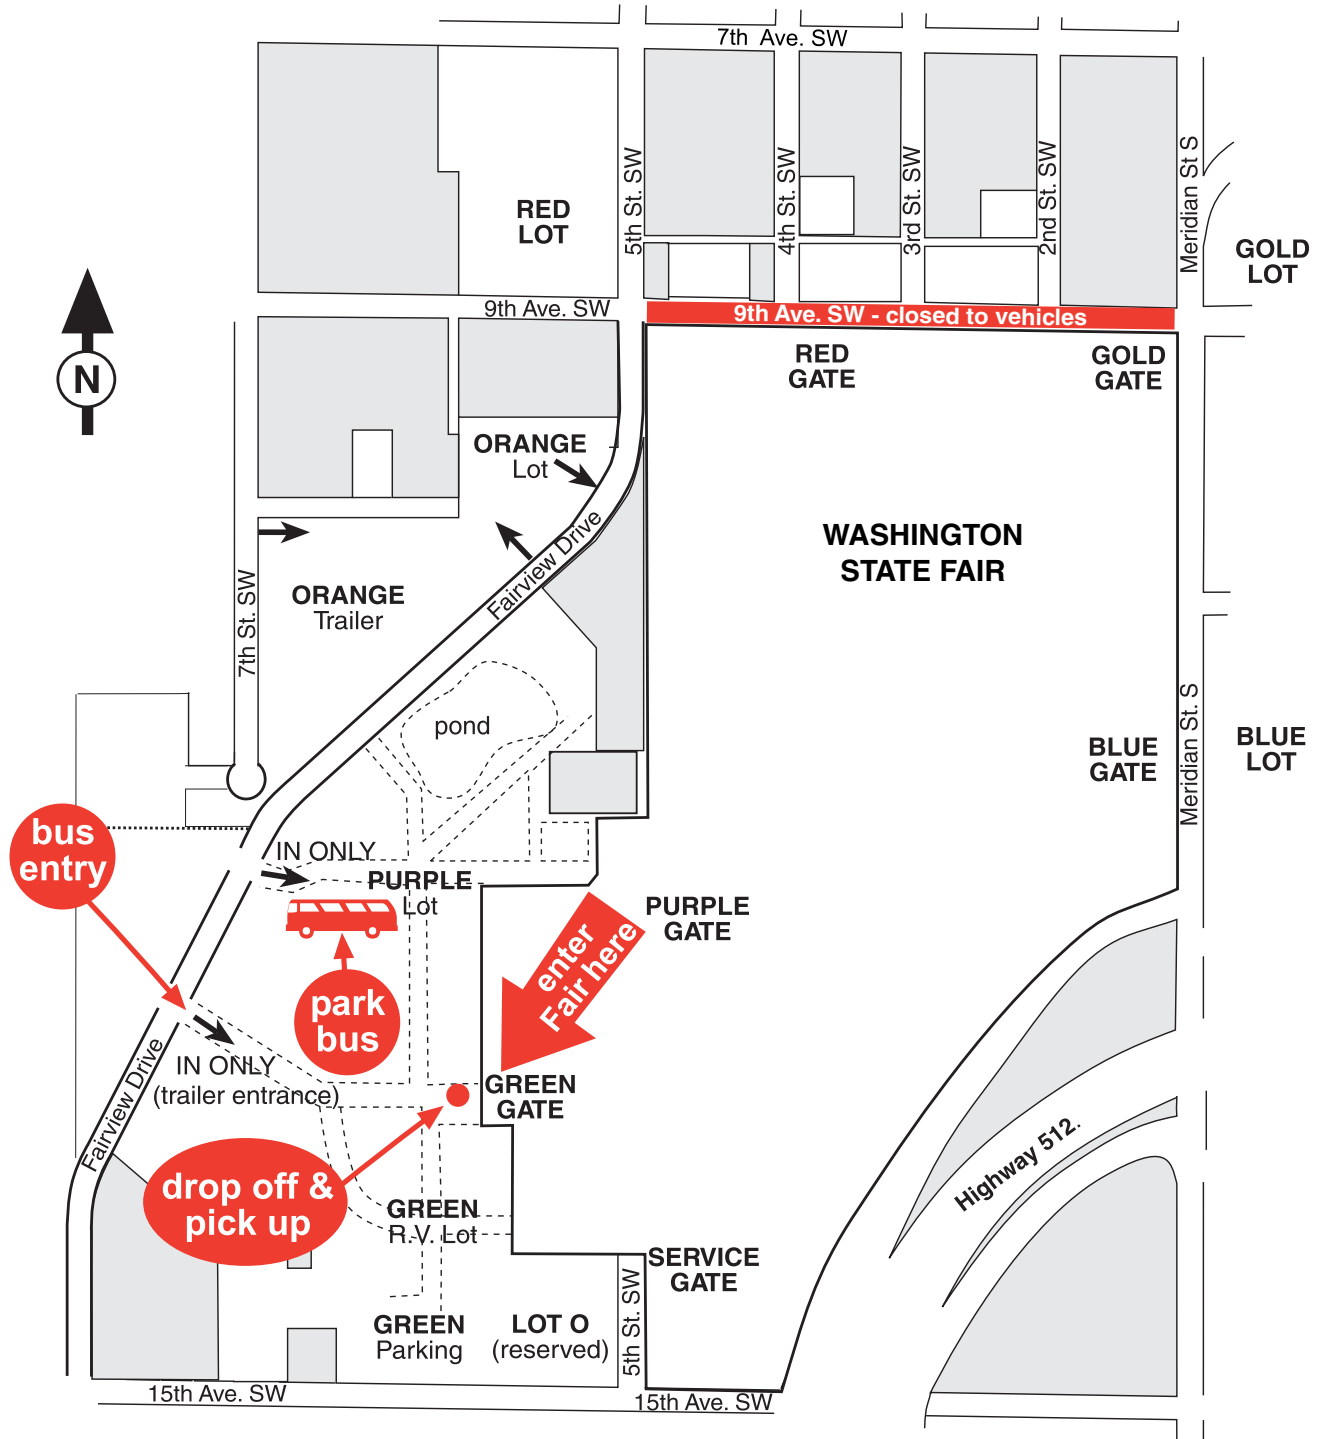 7th Ave. SW
5th St. SW
4th St. SW
3rd St. SW
2nd St. SW
Meridian St S
RED
LOT
GOLD
LOT
9th Ave. SW
9th Ave. SW - closed to vehicles
RED
GATE
GOLD
GATE
N
ORANGE
Lot
Fairview Drive
WASHINGTON
STATE FAIR
ORANGE
Trailer
7th St. SW
pond
BLUE
GATE
Meridian St. S
BLUE
LOT
bus
entry
IN ONLY
PURPLE
Lot
PURPLE
GATE
enter
Fair here
park
bus
IN ONLY
(trailer entrance)
Fairview Drive
GREEN
GATE
Highway 512.
drop off &
pick up
GREEN
R.V. Lot
SERVICE
GATE
GREEN
Parking
LOT O
(reserved)
5th St. SW
15th Ave. SW
15th Ave. SW